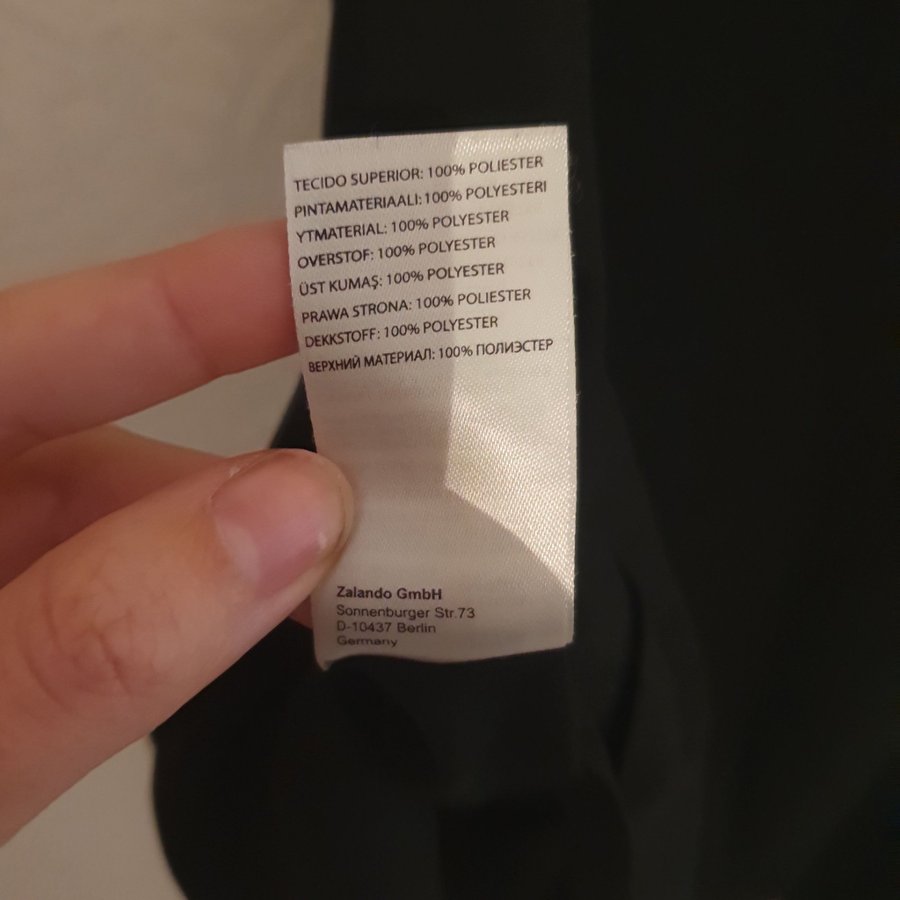 TECIDO SUPERIOR: 100% POLIESTER
PINTAMATERIAALI: 100% POLYESTERI
YTMATERIAL: 100% POLYESTER
OVERSTOF: 100% POLYESTER
ÜST KUMAŞ: 100% POLYESTER
PRAWA STRONA: 100% POLIESTER
DEKKSTOFF: 100% POLYESTER
ВЕРХНИЙ МАТЕРИАЛ: 100% ПОЛИЭСТЕР
Zalando GmbH
Sonnenburger Str.73
D-10437 Berlin
Germany